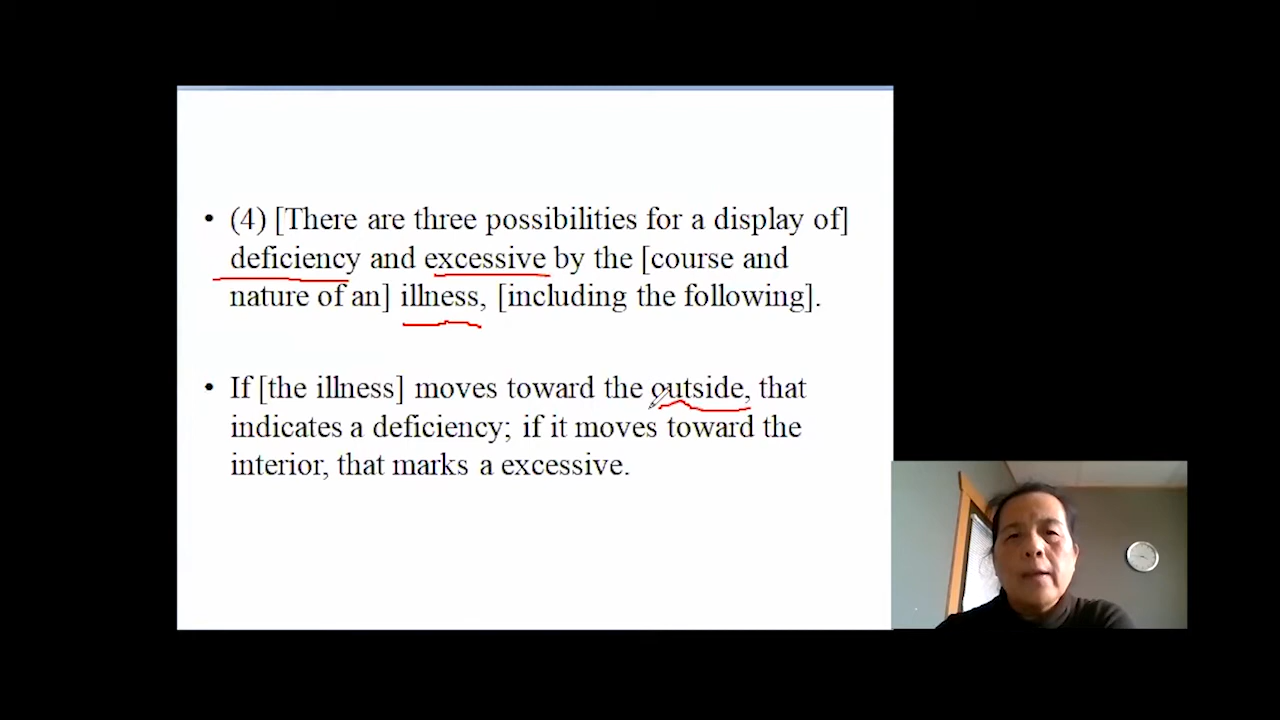 • (4) [There are three possibilities for a display of]
deficiency and excessive by the [course and
nature of an] illness, [including the following].
• If [the illness] moves toward the outside, that
indicates a deficiency; if it moves toward the
interior, that marks a excessive.